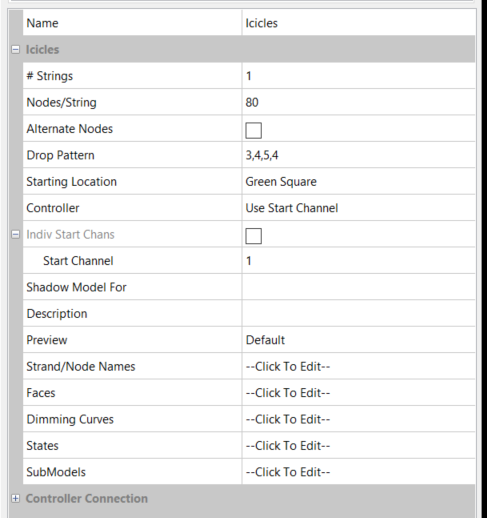 Name Icicles
Icicles
# Strings 1
Nodes/String 80
Alternate Nodes
Drop Pattern 3,4,5,4
Starting Location Green Square
Controller Use Start Channel
Indiv Start Chans
Start Channel 1
Shadow Model For
Description
Preview Default
Strand/Node Names --Click To Edit--
Faces --Click To Edit--
Dimming Curves --Click To Edit--
States --Click To Edit--
SubModels --Click To Edit--
Controller Connection